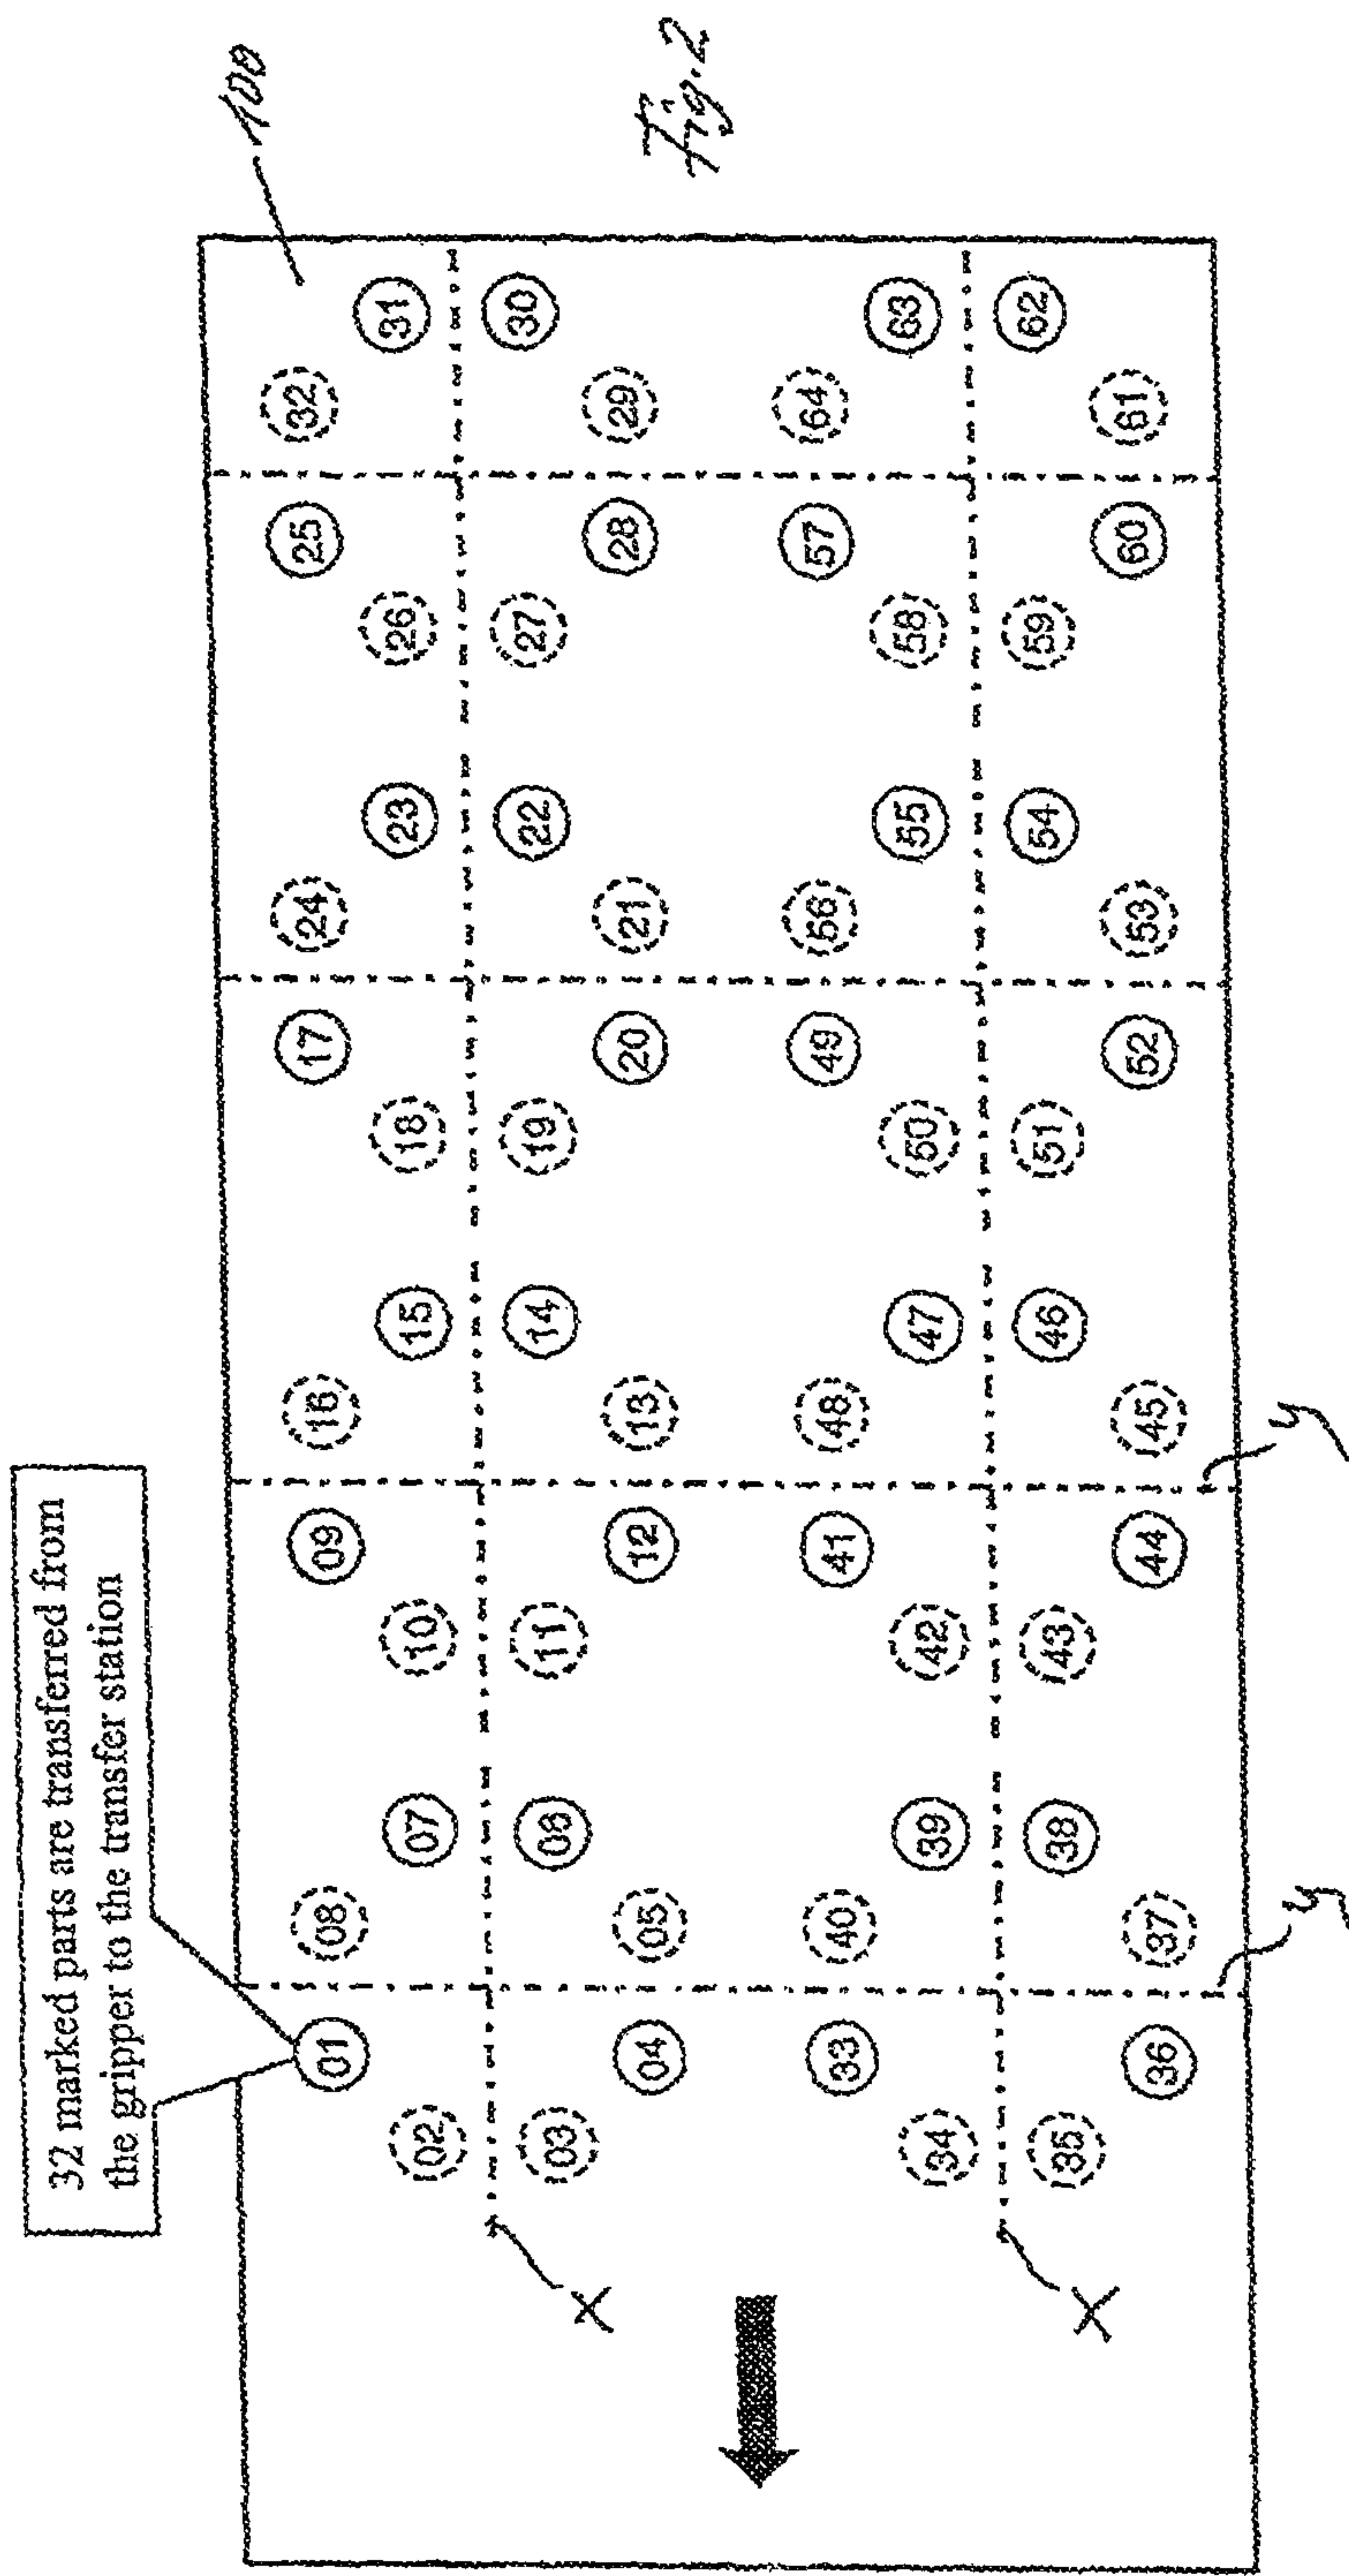 32 marked parts are transferred from
the gripper to the transfer station
100
01 08 09 16 17 24 25 32
02 07 10 15 18 23 26 31
03 06 11 14 19 22 27 30
X
04 05 12 13 20 21 28 29
Fig. 2
33 40 41 48 49 56 57 64
34 39 42 47 50 55 58 63
35 38 43 46 51 54 59 62
X
36 37 44 45 52 53 60 61
y y